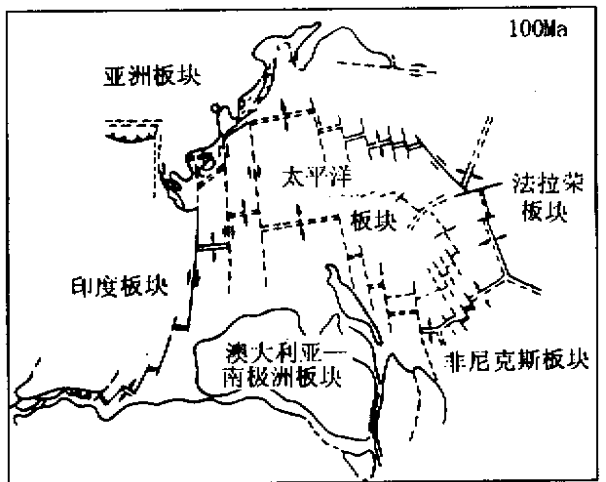 100Ma
亚洲板块
太平洋
板块
法拉荣
板块
印度板块
澳大利亚—
南极洲板块
菲尼克斯板块